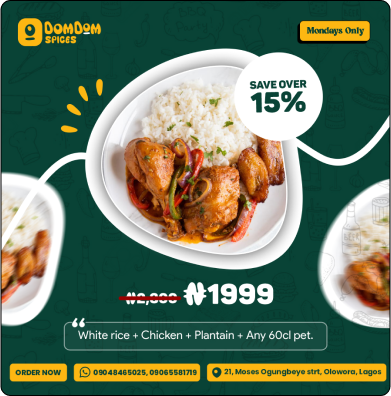 DOMDOM
SPICES
Mondays Only
SAVE OVER
15%
₦1999
White rice + Chicken + Plantain + Any 60cl pet.
ORDER NOW
09048465025, 09065581719
21, Moses Ogungbeye strt, Olowora, Lagos